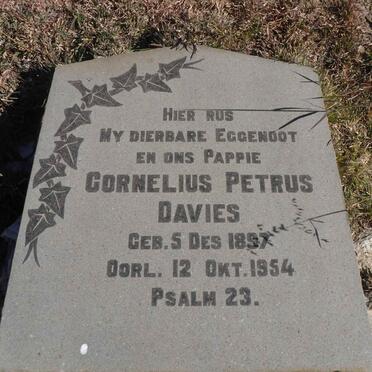 Hier rus
My dierbare Eggenoot
en ons Pappie
Cornelius Petrus
Davies
Geb. 5 Des
Oorl. 12 Okt. 1954
Psalm 23.